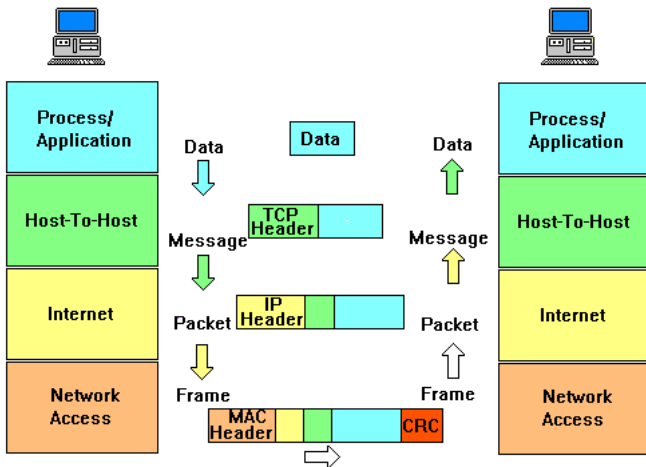 Process/
Application
Data
Data
Data
Process/
Application
Host-To-Host
TCP
Header
Message
Message
Host-To-Host
Internet
IP
Header
Packet
Packet
Internet
Network
Access
Frame
Frame
MAC
Header
CRC
Network
Access